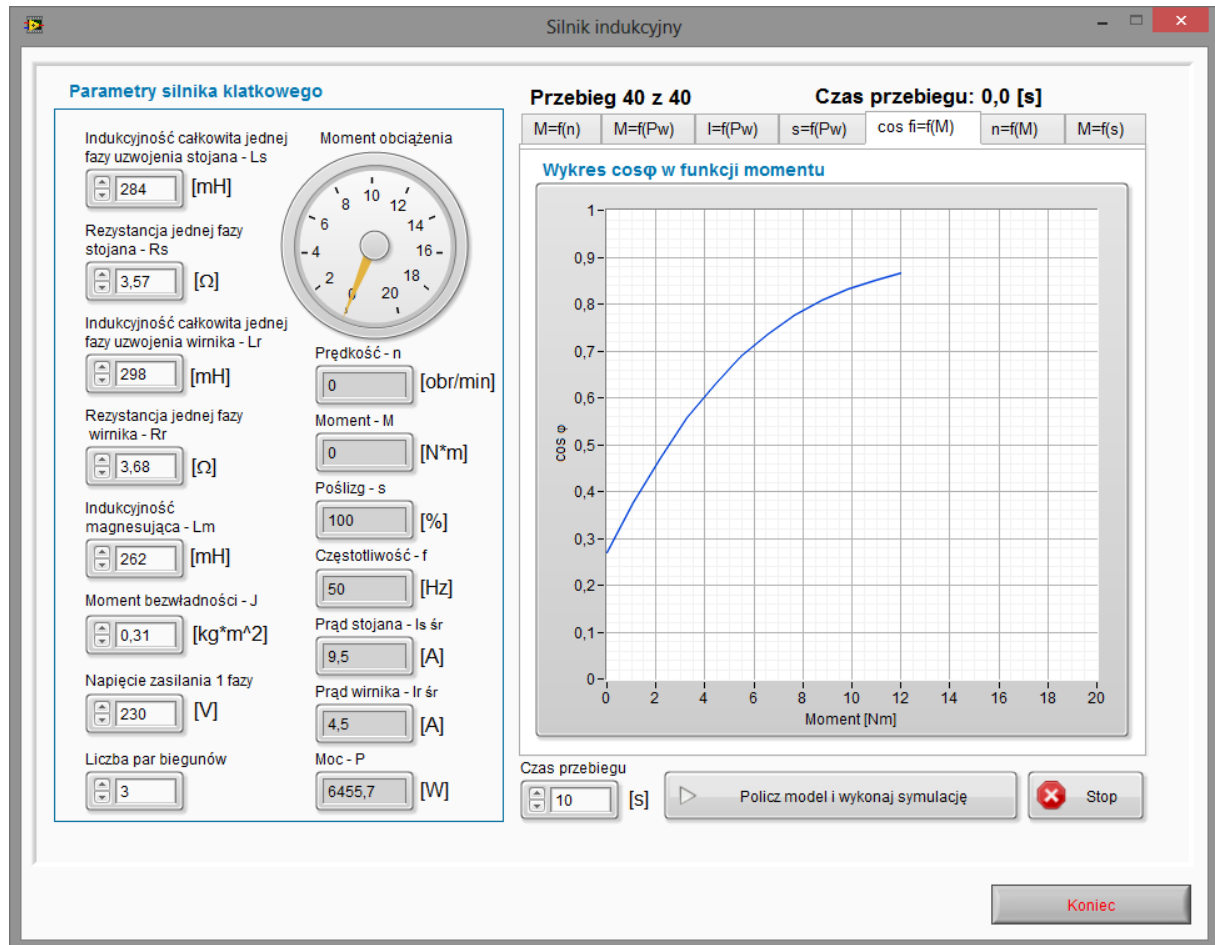 Silnik indukcyjny
Parametry silnika klatkowego
Indukcyjność całkowita jednej
fazy uzwojenia stojana - Ls
284 [mH]
Rezystancja jednej fazy
stojana - Rs
3,57 [Ω]
Indukcyjność całkowita jednej
fazy uzwojenia wirnika - Lr
298 [mH]
Rezystancja jednej fazy
wirnika - Rr
3,68 [Ω]
Indukcyjność
magnesująca - Lm
262 [mH]
Moment bezwładności - J
0,31 [kg*m^2]
Napięcie zasilania 1 fazy
230 [V]
Liczba par biegunów
3
Moment obciążenia
0 2 4 6 8 10 12 14 16 18 20
Prędkość - n
0 [obr/min]
Moment - M
0 [N*m]
Poślizg - s
100 [%]
Częstotliwość - f
50 [Hz]
Prąd stojana - Is śr
9,5 [A]
Prąd wirnika - Ir śr
4,5 [A]
Moc - P
6455,7 [W]
Przebieg 40 z 40 Czas przebiegu: 0,0 [s]
M=f(n) M=f(Pw) I=f(Pw) s=f(Pw) cos fi=f(M) n=f(M) M=f(s)
Wykres cosφ w funkcji momentu
1
0,9
0,8
0,7
0,6
0,5
0,4
0,3
0,2
0,1
0
cos φ
0 2 4 6 8 10 12 14 16 18 20
Moment [Nm]
Czas przebiegu
10 [s]
Policz model i wykonaj symulację
Stop
Koniec